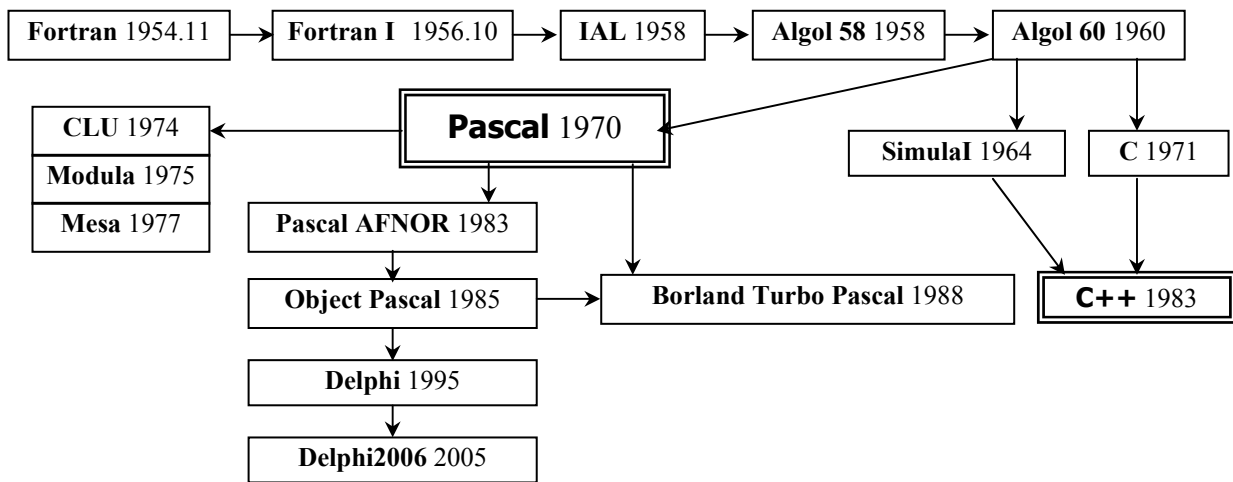 Fortran 1954.11
Fortran I 1956.10
IAL 1958
Algol 58 1958
Algol 60 1960
CLU 1974
Modula 1975
Mesa 1977
Pascal 1970
SimulaI 1964
C 1971
Pascal AFNOR 1983
Object Pascal 1985
Borland Turbo Pascal 1988
C++ 1983
Delphi 1995
Delphi2006 2005